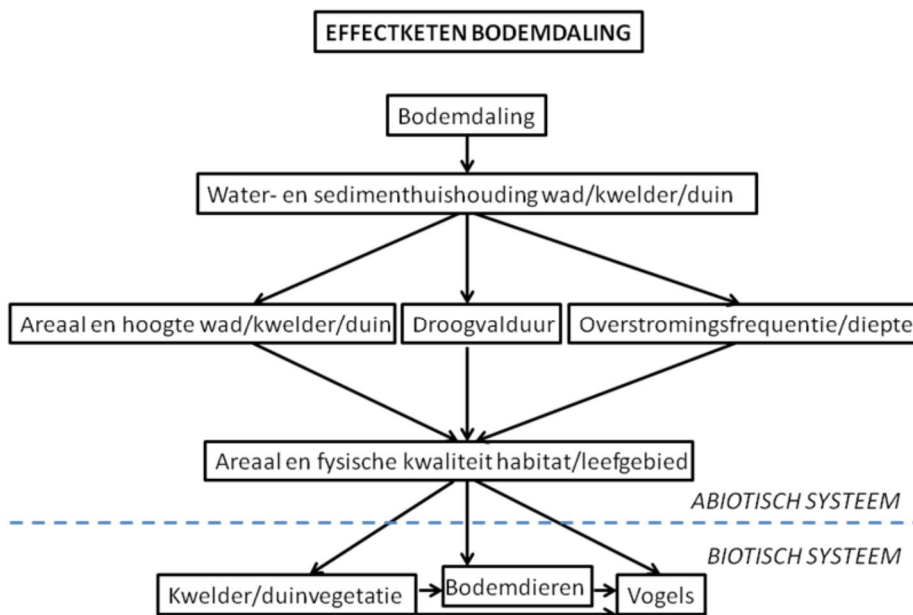 EFFECTKETEN BODEMDALING
Bodemdaling
Water- en sedimenthuishouding wad/kwelder/duin
Areaal en hoogte wad/kwelder/duin
Droogvalduur
Overstromingsfrequentie/diepte
Areaal en fysische kwaliteit habitat/leefgebied
ABIOTISCH SYSTEEM
BIOTISCH SYSTEEM
Kwelder/duinvegetatie
Bodemdieren
Vogels